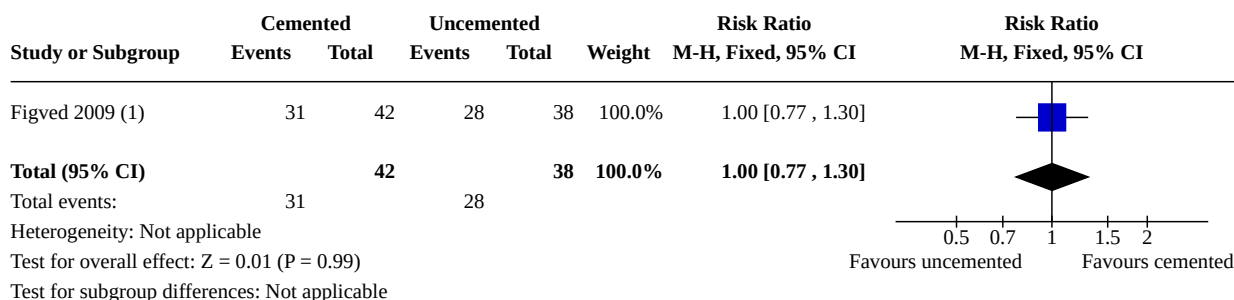 Cemented Uncemented Risk Ratio Risk Ratio
Study or Subgroup Events Total Events Total Weight M-H, Fixed, 95% CI M-H, Fixed, 95% CI
Figved 2009 (1) 31 42 28 38 100.0% 1.00 [0.77 , 1.30]
Total (95% CI) 42 38 100.0% 1.00 [0.77 , 1.30]
Total events: 31 28
Heterogeneity: Not applicable
0.5 0.7 1 1.5 2
Test for overall effect: Z = 0.01 (P = 0.99) Favours uncemented Favours cemented
Test for subgroup differences: Not applicable